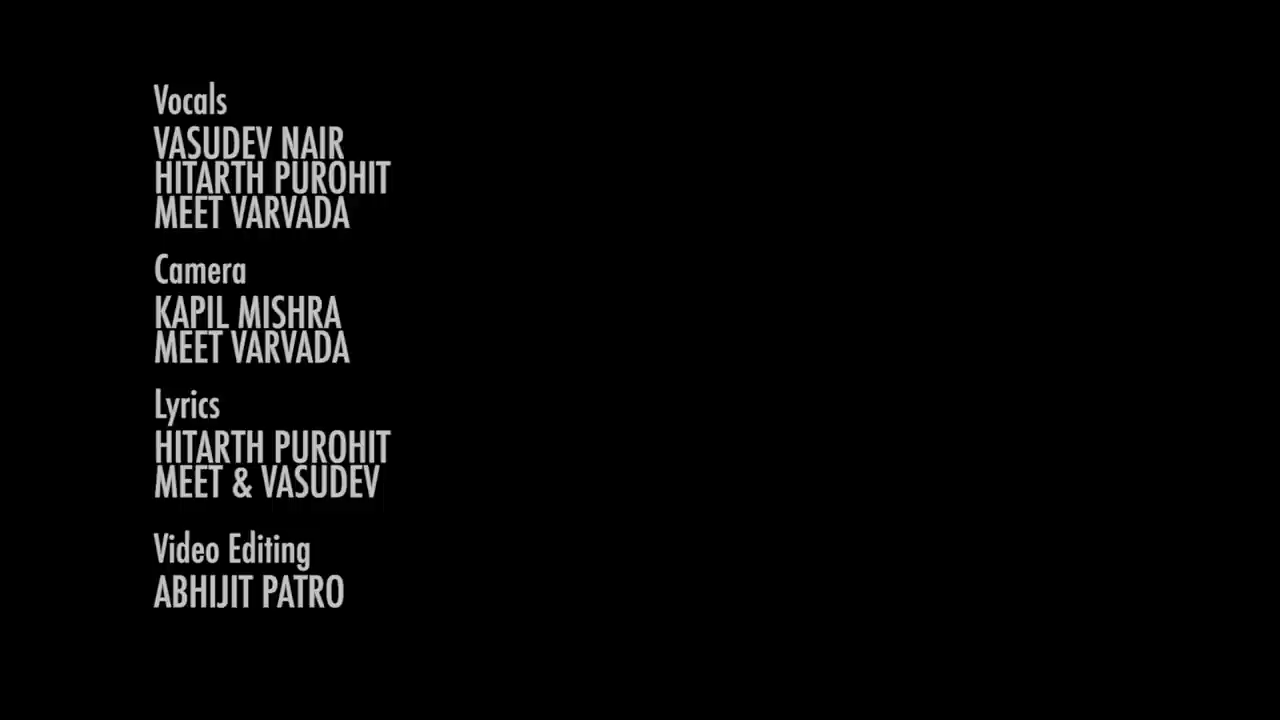 Vocals
VASUDEV NAIR
HITARTH PUROHIT
MEET VARVADA
Camera
KAPIL MISHRA
MEET VARVADA
Lyrics
HITARTH PUROHIT
MEET & VASUDEV
Video Editing
ABHIJIT PATRO